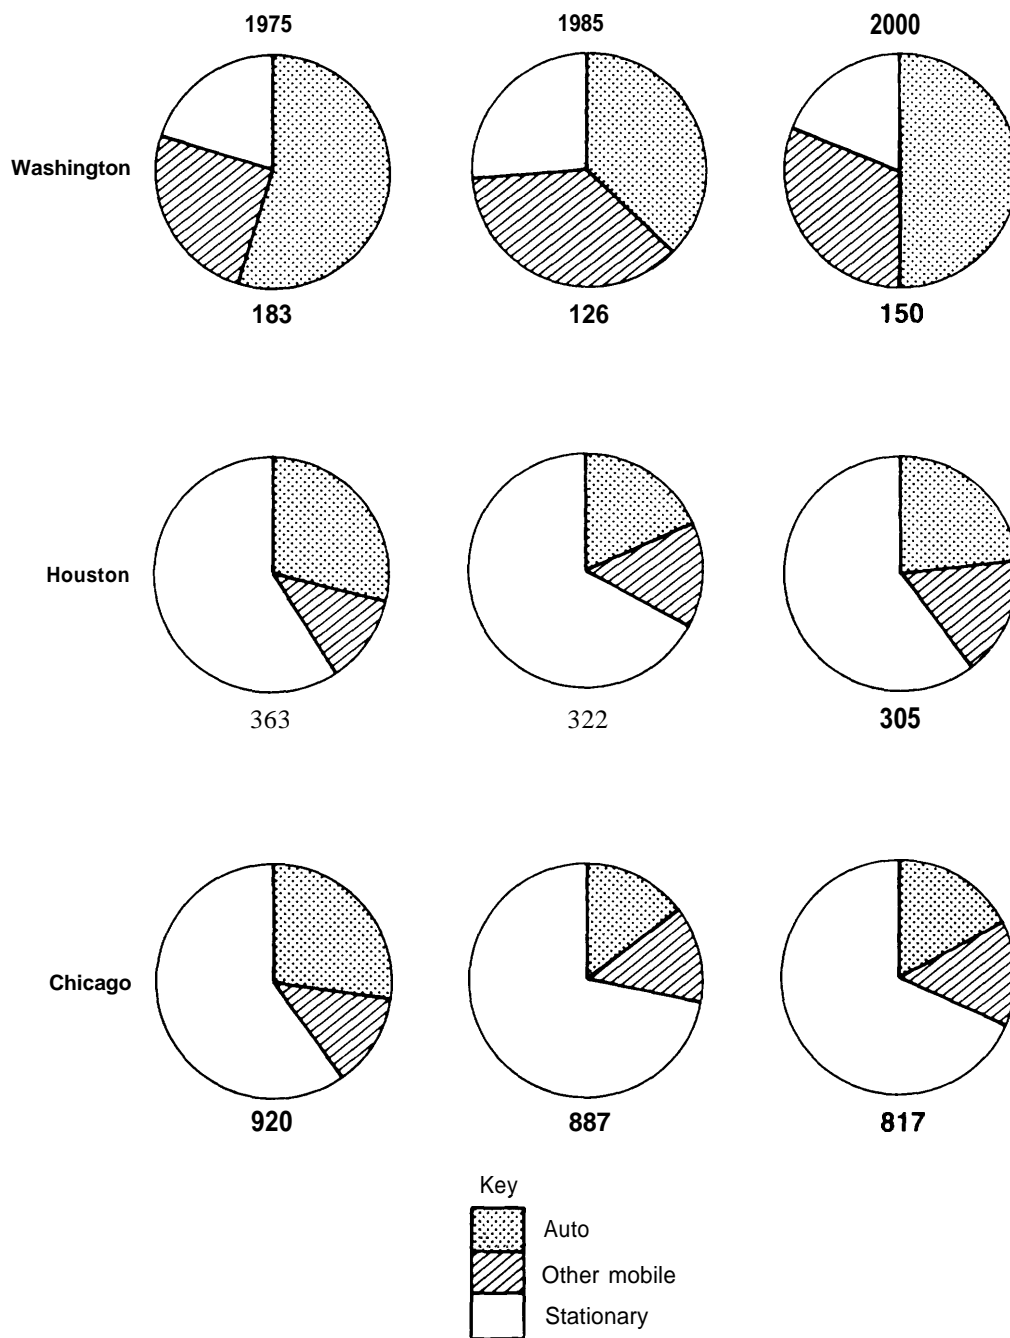 1975 1985 2000
Washington
183 126 150
Houston
363 322 305
Chicago
920 887 817
Key
Auto
Other mobile
Stationary